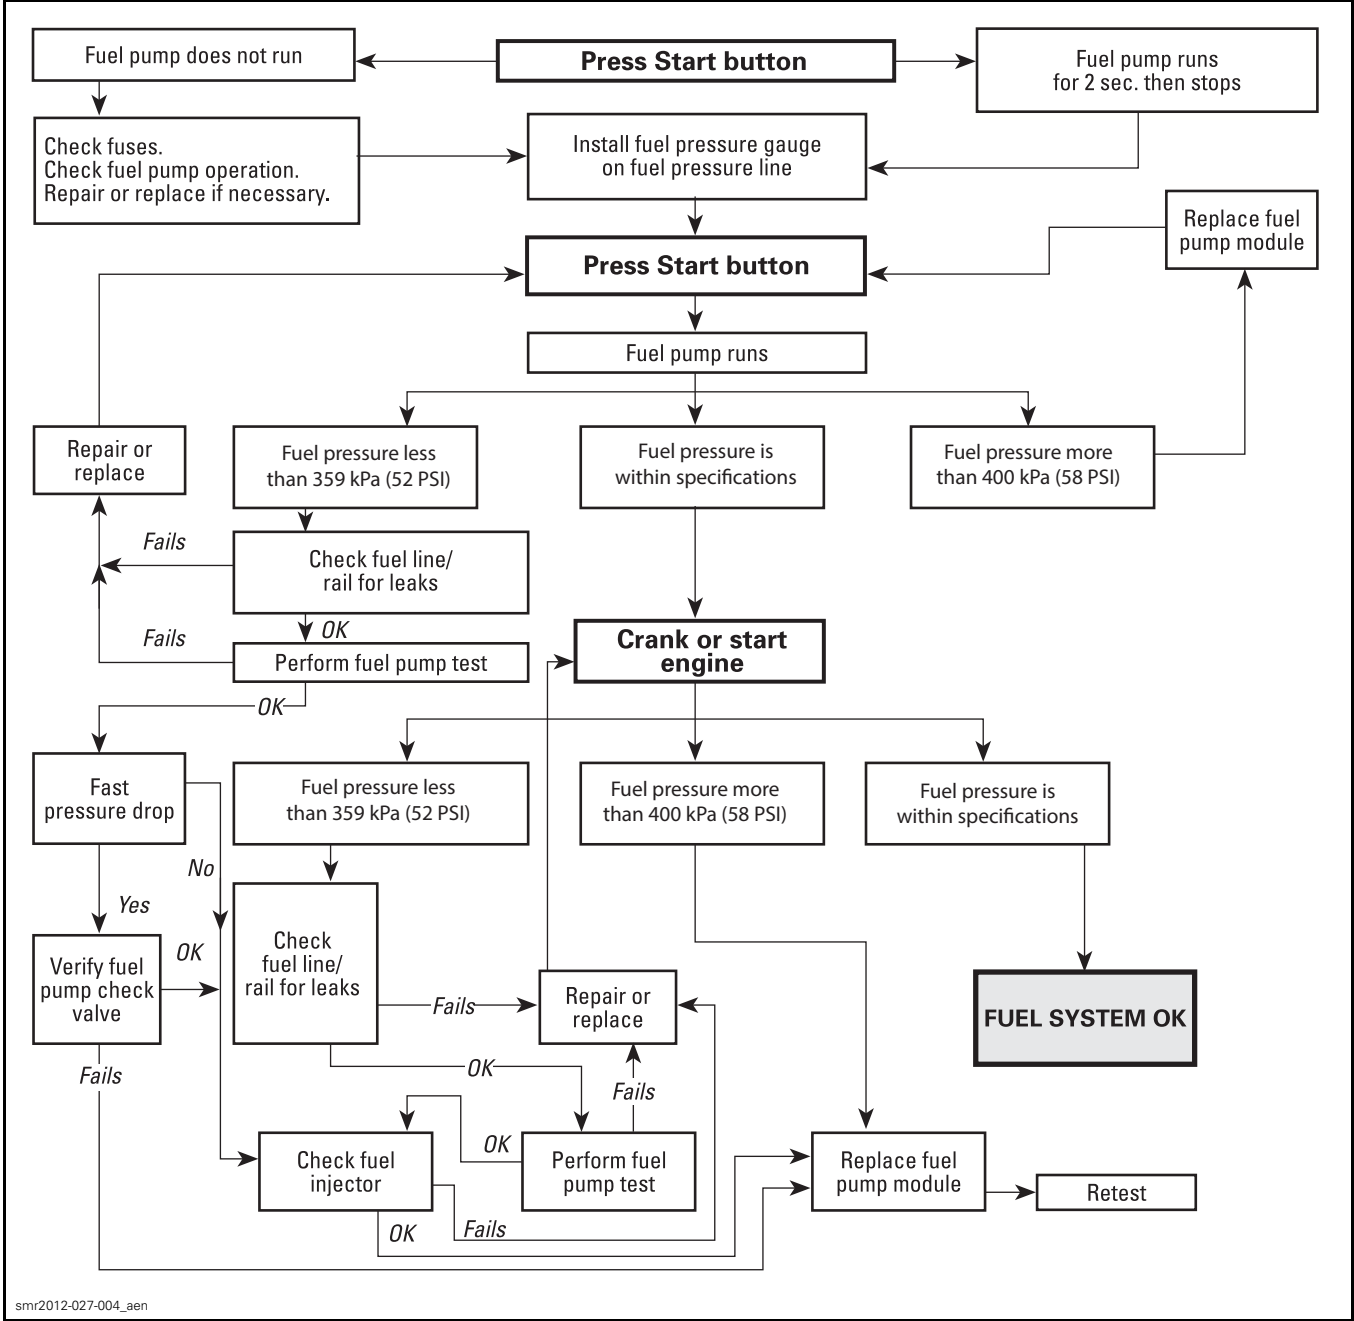 Fuel pump does not run
Press Start button
Fuel pump runs
for 2 sec. then stops
Check fuses.
Check fuel pump operation.
Repair or replace if necessary.
Install fuel pressure gauge
on fuel pressure line
Replace fuel
pump module
Press Start button
Fuel pump runs
Repair or
replace
Fuel pressure less
than 359 kPa (52 PSI)
Fuel pressure is
within specifications
Fuel pressure more
than 400 kPa (58 PSI)
Fails
Check fuel line/
rail for leaks
OK
Fails
Perform fuel pump test
Crank or start
engine
OK
Fast
pressure drop
Fuel pressure less
than 359 kPa (52 PSI)
Fuel pressure more
than 400 kPa (58 PSI)
Fuel pressure is
within specifications
No
Yes
OK
Verify fuel
pump check
valve
Check
fuel line/
rail for leaks
Fails
Repair or
replace
FUEL SYSTEM OK
Fails
OK
Fails
OK
Check fuel
injector
Perform fuel
pump test
Replace fuel
pump module
Retest
OK
Fails
smr2012-027-004_aen